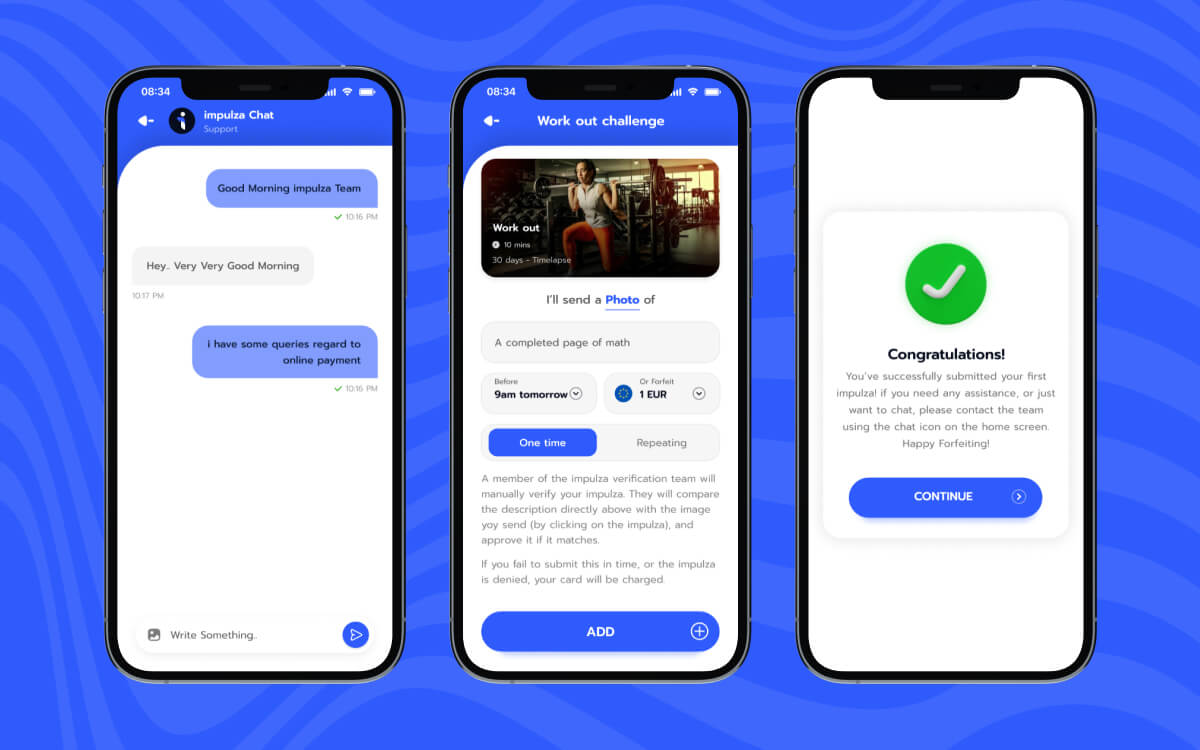 08:34
impulza Chat
Support
Good Morning impulza Team
10:16 PM
Hey.. Very Very Good Morning
10:17 PM
i have some queries regard to
online payment
10:16 PM
Write Something..
08:34
Work out challenge
Work out
10 mins
30 days - Timelapse
I'll send a Photo of
A completed page of math
Before
9am tomorrow
Or Forfeit
1 EUR
One time
Repeating
A member of the impulza verification team will
manually verify your impulza. They will compare
the description directly above with the image
yoy send (by clicking on the impulza), and
approve it if it matches.
If you fail to submit this in time, or the impulza
is denied, your card will be charged
ADD
Congratulations!
You've successfully submitted your first
impulza! if you need any assistance, or just
want to chat, please contact the team
using the chat icon on the home screen.
Happy Forfeiting!
CONTINUE